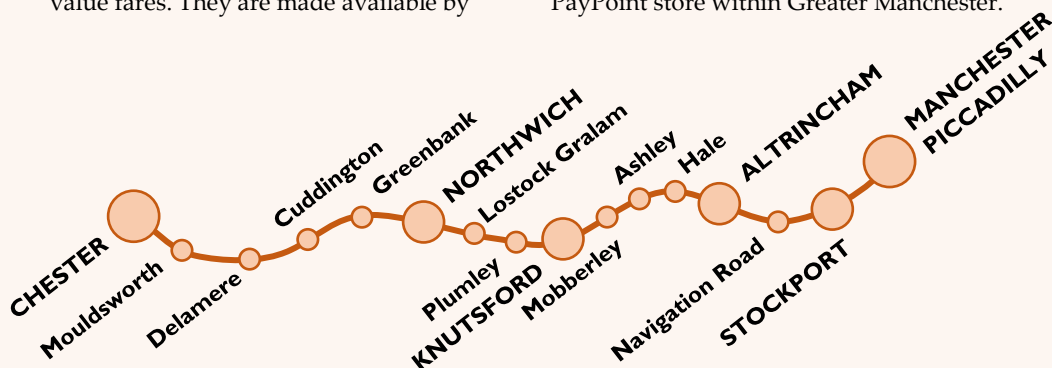 value fares. They are made available by
PayPoint store within Greater Manchester.
CHESTER
Mouldsworth
Delamere
Cuddington
Greenbank
NORTHWICH
Lostock Gralam
Plumley
KNUTSFORD
Mobberley
Ashley
Hale
ALTRINCHAM
Navigation Road
STOCKPORT
MANCHESTER
PICCADILLY